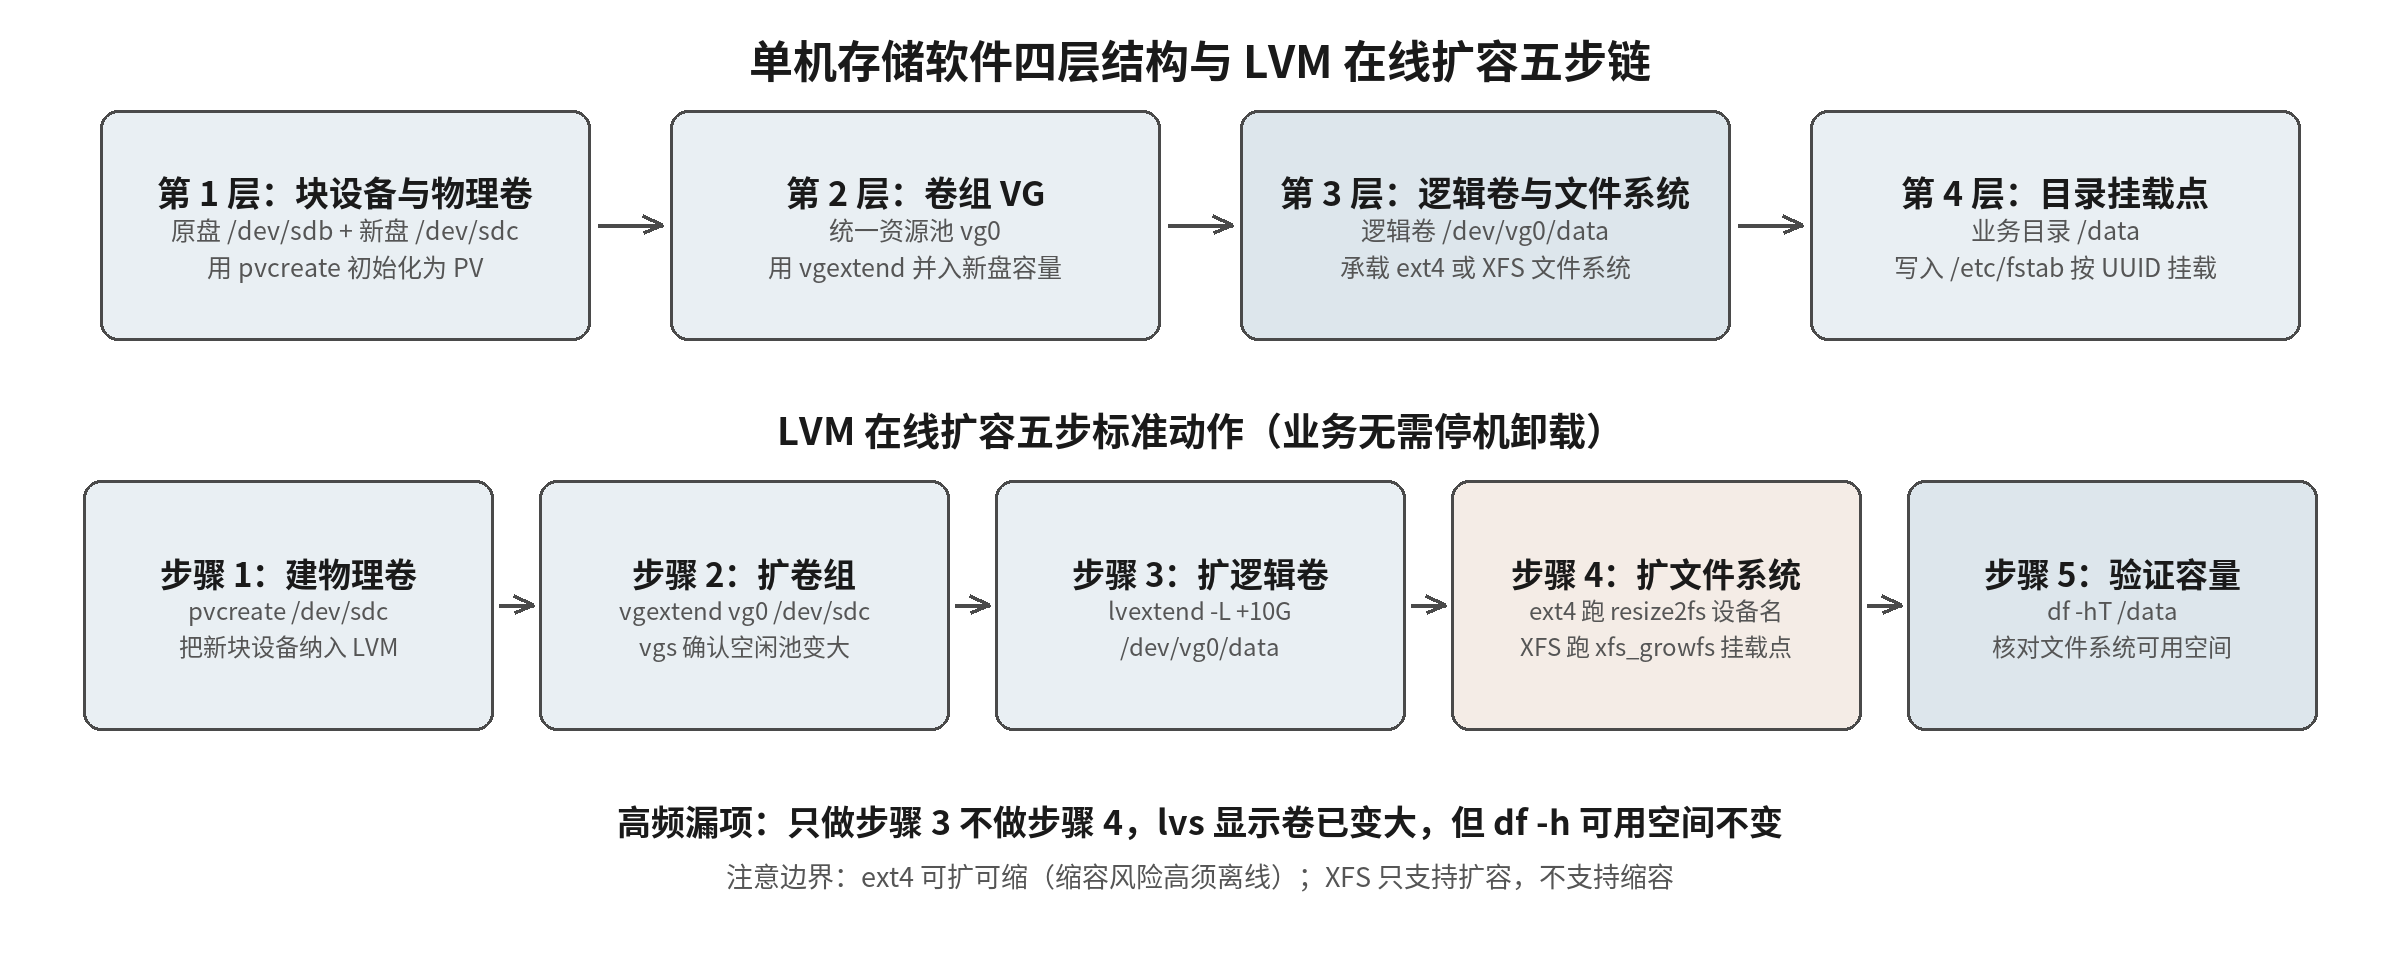 单机存储软件四层结构与 LVM 在线扩容五步链
第 1 层：块设备与物理卷
原盘 /dev/sdb + 新盘 /dev/sdc
用 pvcreate 初始化为 PV
第 2 层：卷组 VG
统一资源池 vg0
用 vgextend 并入新盘容量
第 3 层：逻辑卷与文件系统
逻辑卷 /dev/vg0/data
承载 ext4 或 XFS 文件系统
第 4 层：目录挂载点
业务目录 /data
写入 /etc/fstab 按 UUID 挂载
LVM 在线扩容五步标准动作（业务无需停机卸载）
步骤 1：建物理卷
pvcreate /dev/sdc
把新块设备纳入 LVM
步骤 2：扩卷组
vgextend vg0 /dev/sdc
vgs 确认空闲池变大
步骤 3：扩逻辑卷
lvextend -L +10G
/dev/vg0/data
步骤 4：扩文件系统
ext4 跑 resize2fs 设备名
XFS 跑 xfs_growfs 挂载点
步骤 5：验证容量
df -hT /data
核对文件系统可用空间
高频漏项：只做步骤 3 不做步骤 4，lvs 显示卷已变大，但 df -h 可用空间不变
注意边界：ext4 可扩可缩（缩容风险高须离线）；XFS 只支持扩容，不支持缩容